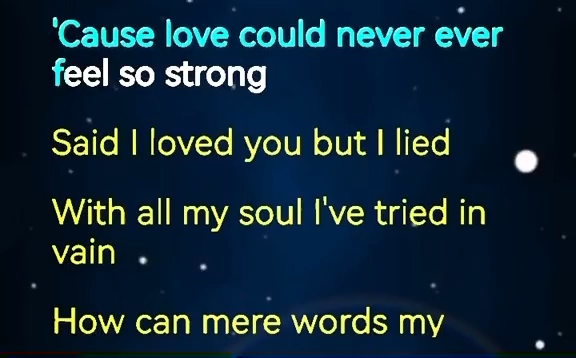 'Cause love could never ever
feel so strong
Said I loved you but I lied
With all my soul I've tried in
vain
How can mere words my